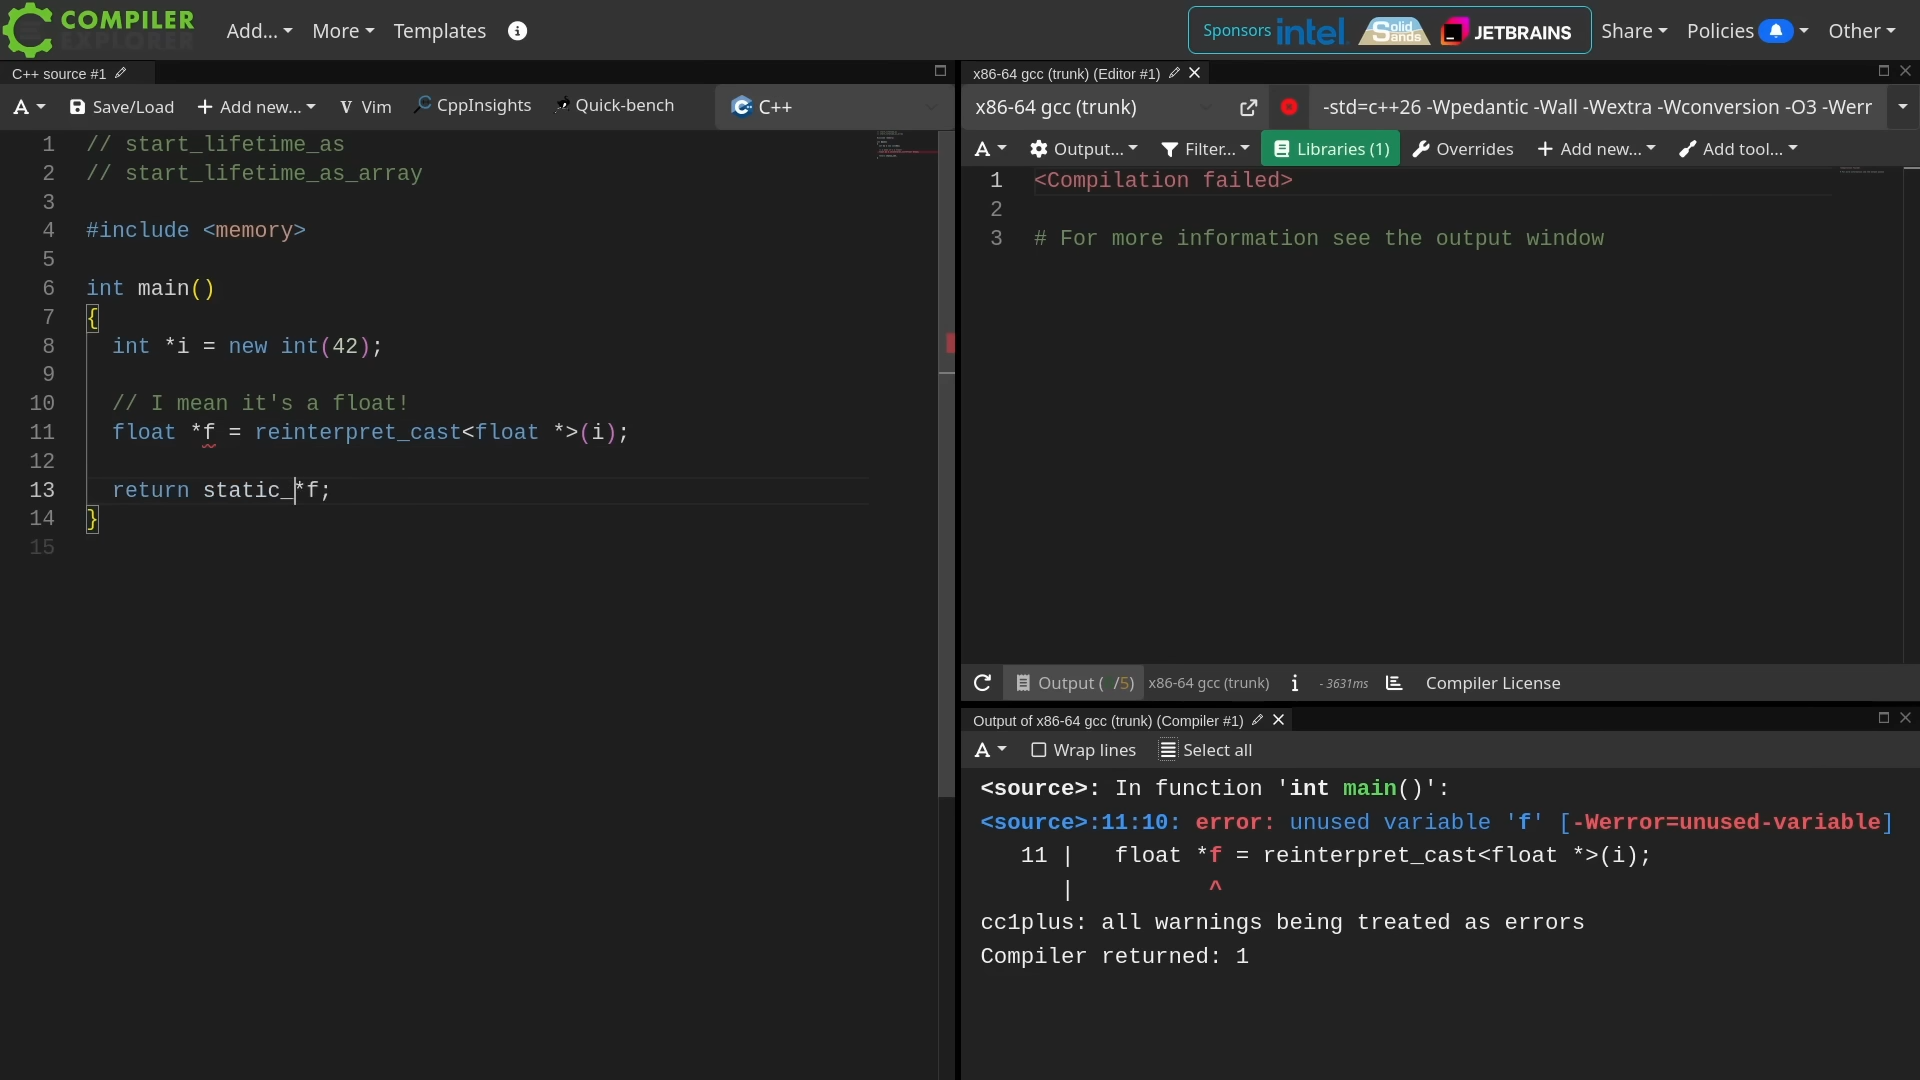 COMPILER
EXPLORER
Add...
More
Templates
Sponsors
intel
Solid Sands
JETBRAINS
Share
Policies
Other
C++ source #1
A
Save/Load
+ Add new...
V Vim
CppInsights
Quick-bench
C++
1 // start_lifetime_as
2 // start_lifetime_as_array
3
4 #include <memory>
5
6 int main()
7 {
8 int *i = new int(42);
9
10 // I mean it's a float!
11 float *f = reinterpret_cast<float *>(i);
12
13 return static_*f;
14 }
15
x86-64 gcc (trunk) (Editor #1)
x86-64 gcc (trunk)
-std=c++26 -Wpedantic -Wall -Wextra -Wconversion -O3 -Werr
A
Output...
Filter...
Libraries (1)
Overrides
+ Add new...
Add tool...
1 <Compilation failed>
2
3 # For more information see the output window
Output ( /5)
x86-64 gcc (trunk)
i
- 3631ms
Compiler License
Output of x86-64 gcc (trunk) (Compiler #1)
A
Wrap lines
Select all
<source>: In function 'int main()':
<source>:11:10: error: unused variable 'f' [-Werror=unused-variable]
11 | float *f = reinterpret_cast<float *>(i);
| ^
cc1plus: all warnings being treated as errors
Compiler returned: 1